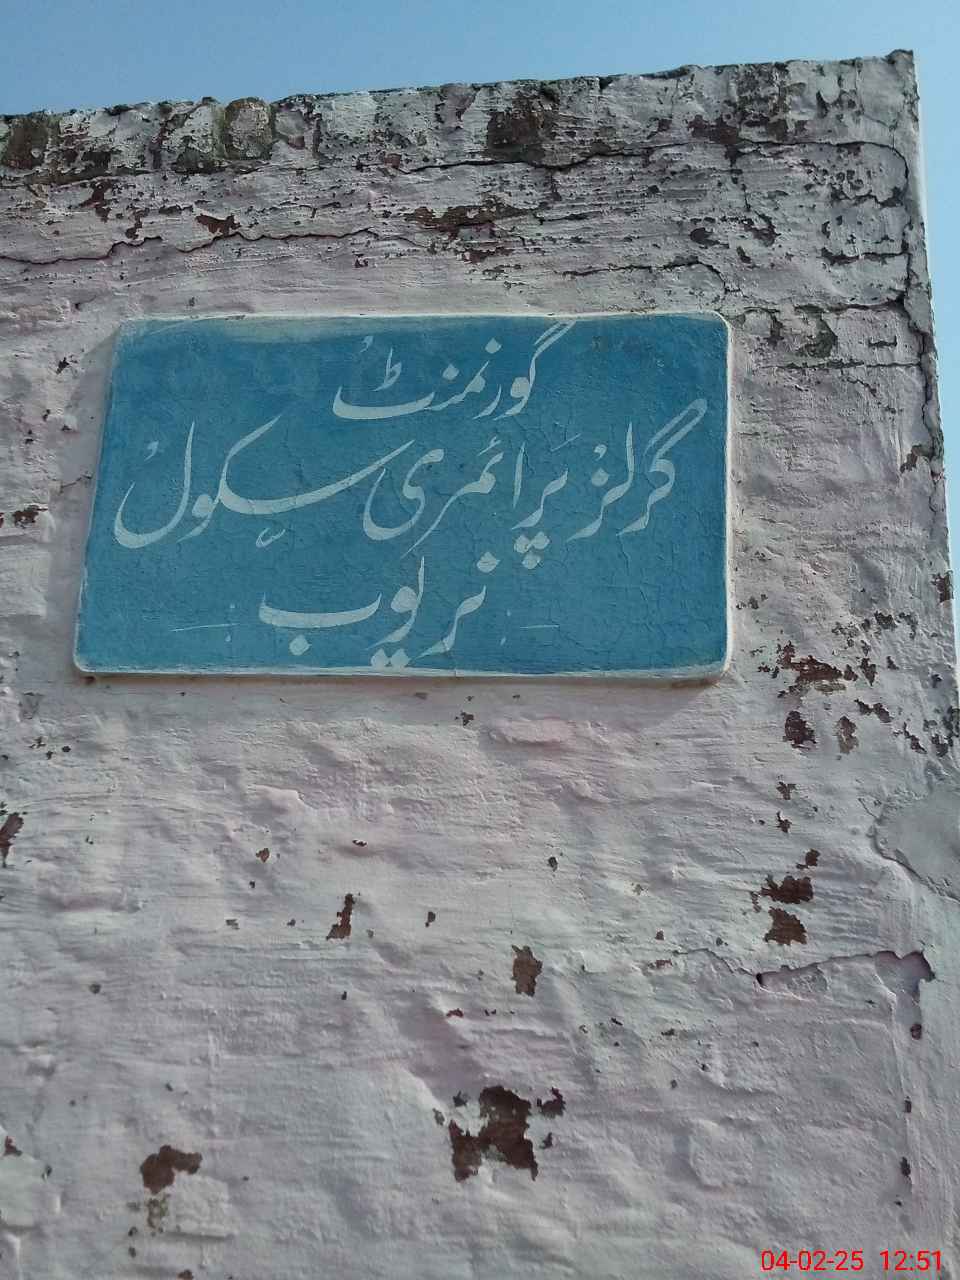 گورنمنٹ
گرلز پرائمری سکول
نریوب
04-02-25 12:51